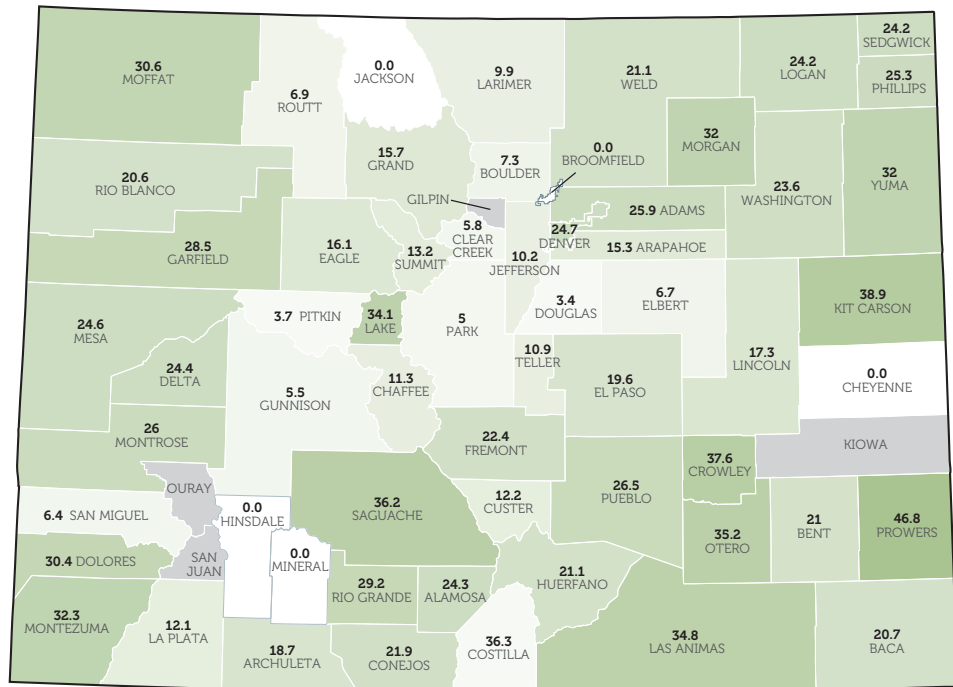 30.6
MOFFAT
6.9
ROUTT
0.0
JACKSON
9.9
LARIMER
21.1
WELD
24.2
LOGAN
24.2
SEDGWICK
25.3
PHILLIPS
15.7
GRAND
7.3
BOULDER
0.0
BROOMFIELD
32
MORGAN
23.6
WASHINGTON
32
YUMA
20.6
RIO BLANCO
GILPIN
5.8
CLEAR
CREEK
25.9 ADAMS
24.7
DENVER
15.3 ARAPAHOE
28.5
GARFIELD
16.1
EAGLE
13.2
SUMMIT
10.2
JEFFERSON
3.4
DOUGLAS
6.7
ELBERT
38.9
KIT CARSON
24.6
MESA
3.7 PITKIN
34.1
LAKE
5
PARK
10.9
TELLER
17.3
LINCOLN
0.0
CHEYENNE
24.4
DELTA
5.5
GUNNISON
11.3
CHAFFEE
19.6
EL PASO
26
MONTROSE
22.4
FREMONT
KIOWA
OURAY
37.6
CROWLEY
6.4 SAN MIGUEL
0.0
HINSDALE
36.2
SAGUACHE
12.2
CUSTER
26.5
PUEBLO
35.2
OTERO
21
BENT
46.8
PROWERS
30.4 DOLORES
SAN
JUAN
0.0
MINERAL
29.2
RIO GRANDE
24.3
ALAMOSA
21.1
HUERFANO
32.3
MONTEZUMA
12.1
LA PLATA
18.7
ARCHULETA
21.9
CONEJOS
36.3
COSTILLA
34.8
LAS ANIMAS
20.7
BACA